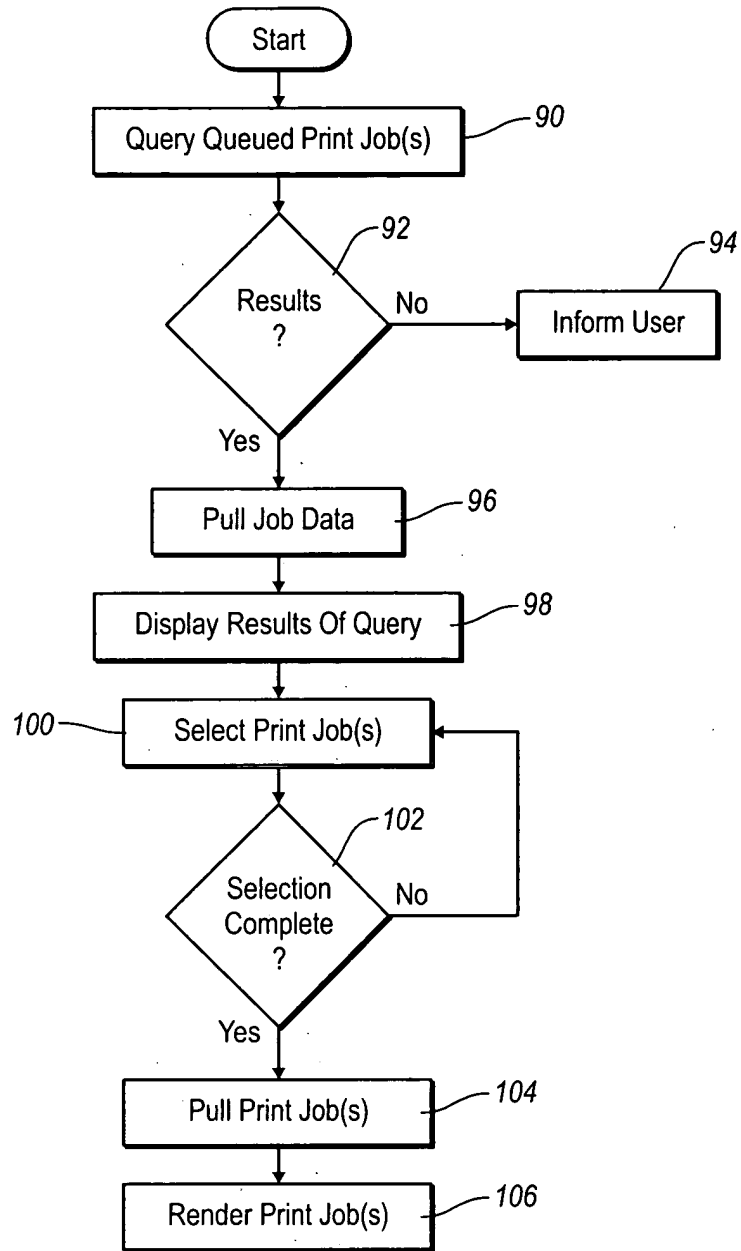 Start
Query Queued Print Job(s)
90
92
Results
?
No
94
Inform User
Yes
Pull Job Data
96
Display Results Of Query
98
100
Select Print Job(s)
102
Selection
Complete
?
No
Yes
Pull Print Job(s)
104
Render Print Job(s)
106